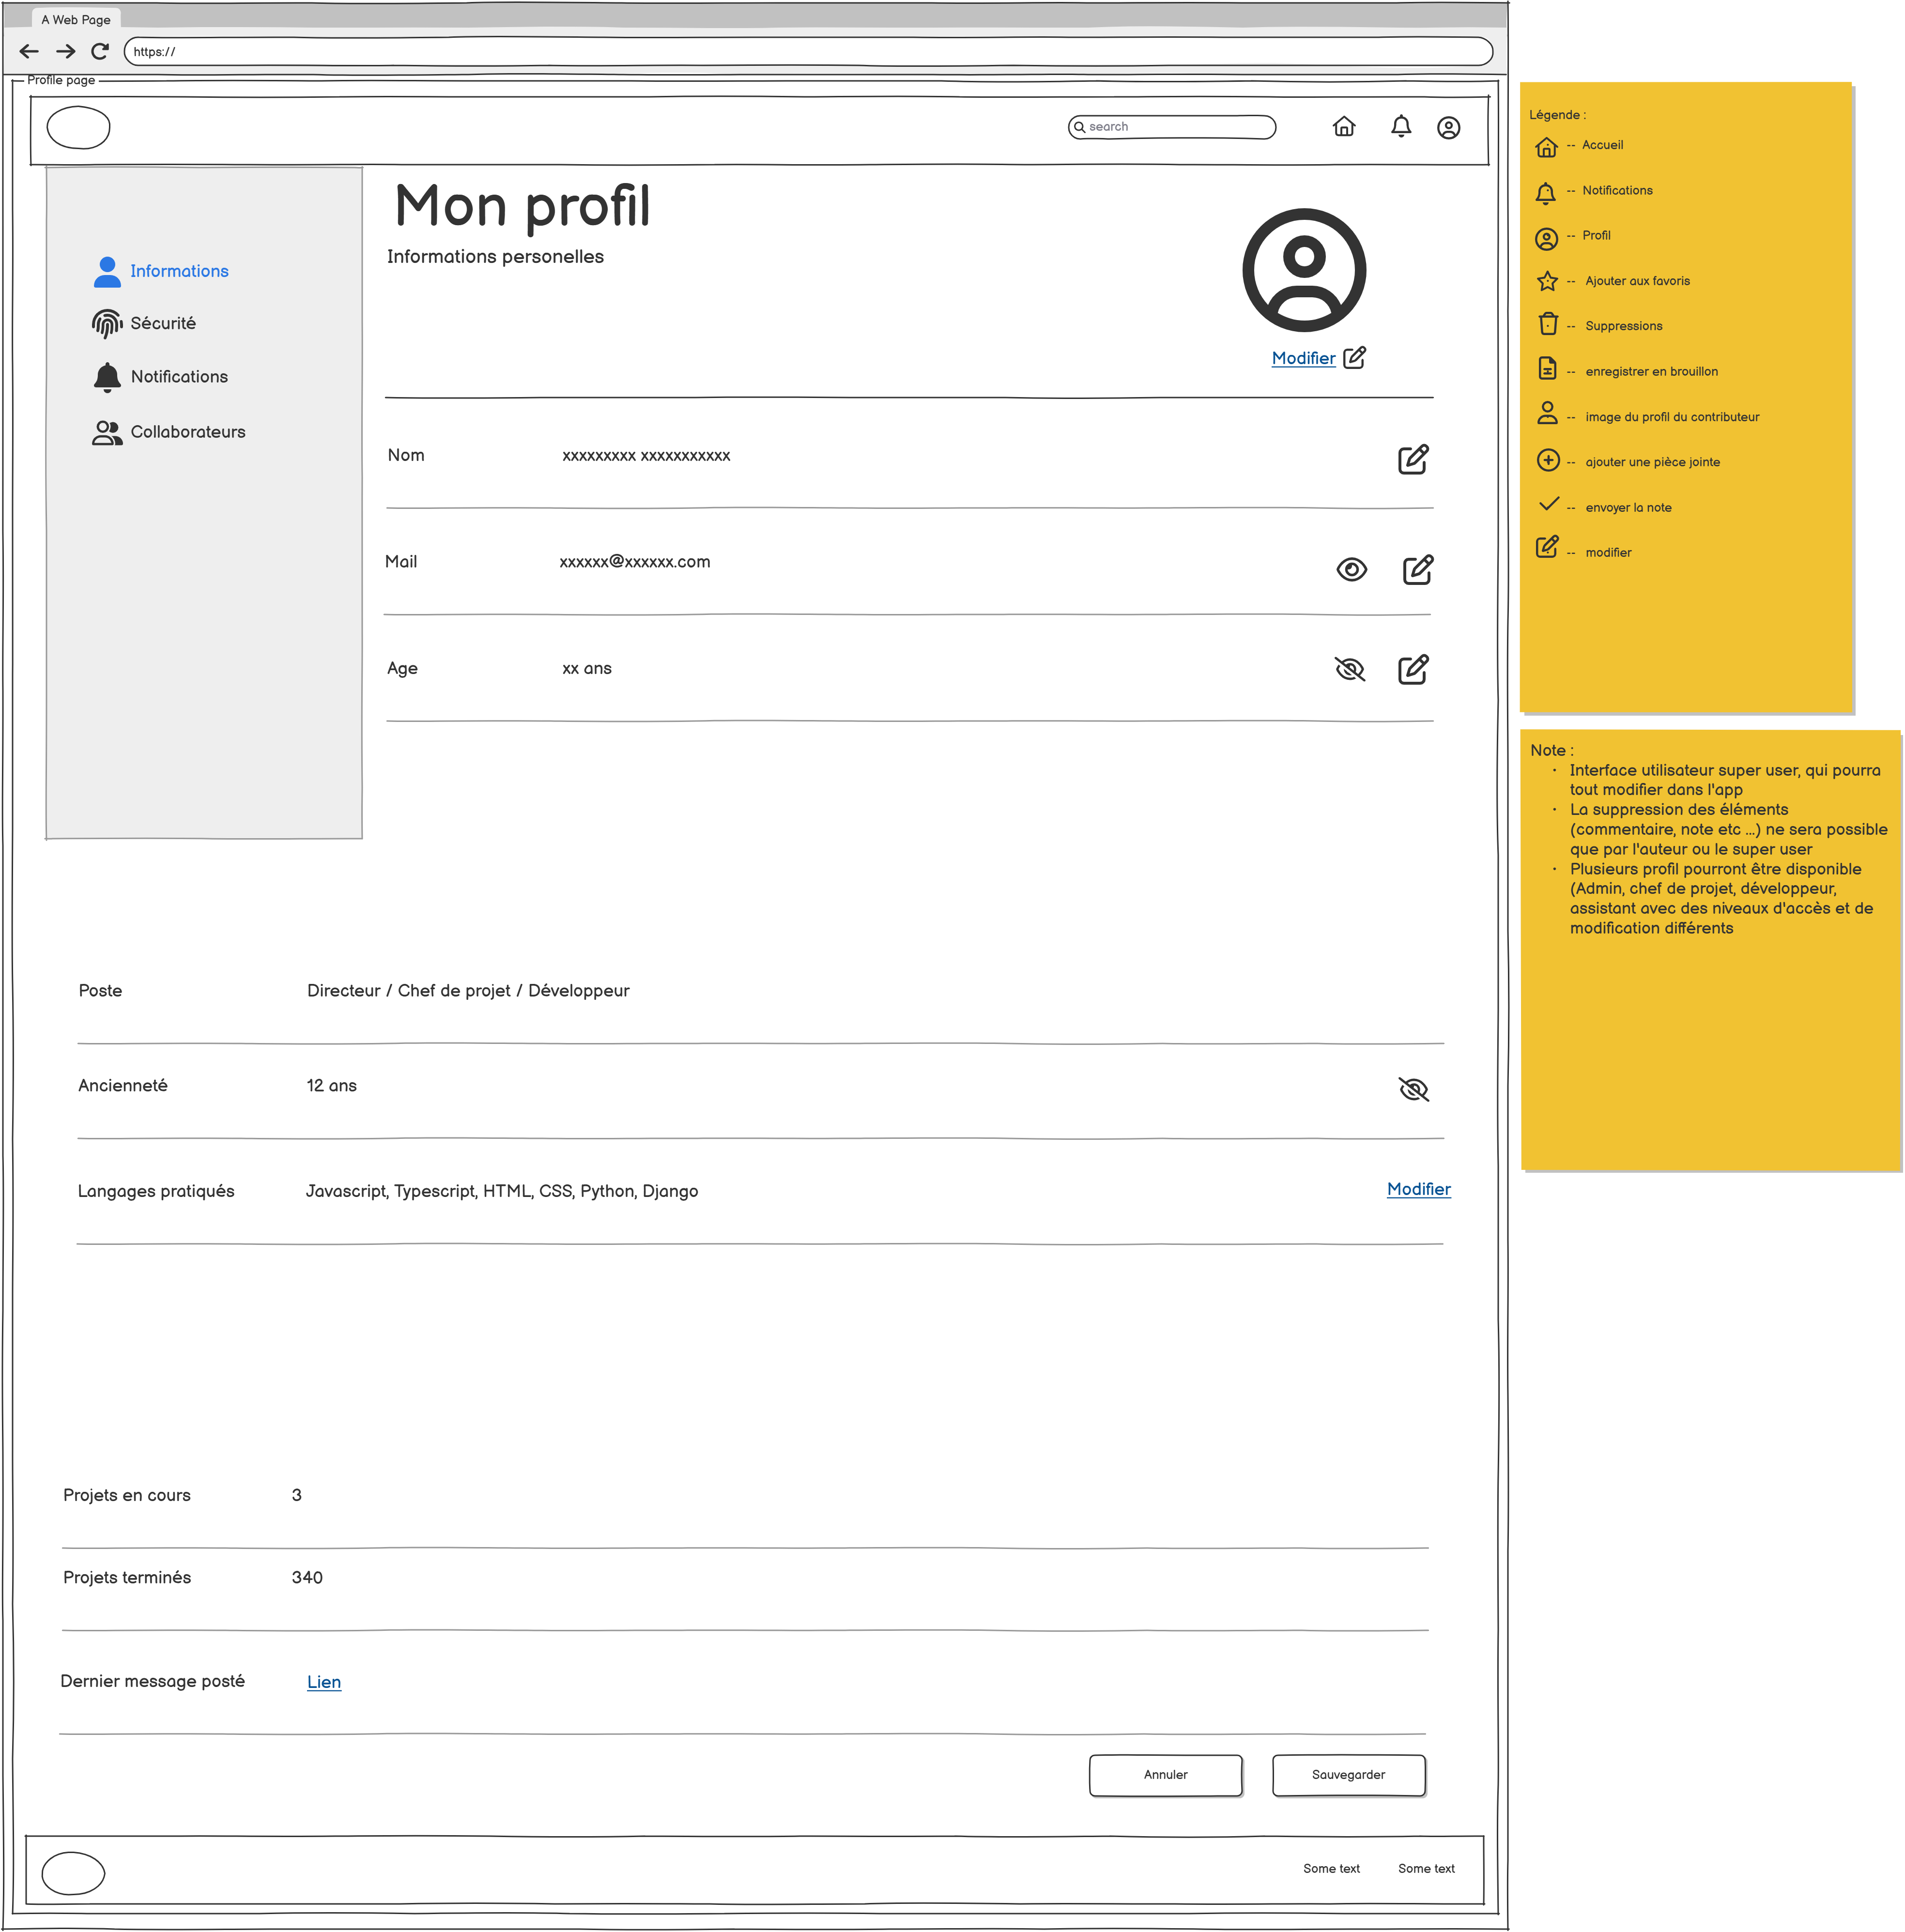 A Web Page
https://
Profile page
search
Mon profil
Informations personelles
Informations
Sécurité
Notifications
Collaborateurs
Modifier
Nom xxxxxxxxx xxxxxxxxxxx
Mail xxxxxx@xxxxxx.com
Age xx ans
Poste Directeur / Chef de projet / Développeur
Ancienneté 12 ans
Langages pratiqués Javascript, Typescript, HTML, CSS, Python, Django Modifier
Projets en cours 3
Projets terminés 340
Dernier message posté Lien
Annuler Sauvegarder
Some text Some text
Légende :
-- Accueil
-- Notifications
-- Profil
-- Ajouter aux favoris
-- Suppressions
-- enregistrer en brouillon
-- image du profil du contributeur
-- ajouter une pièce jointe
-- envoyer la note
-- modifier
Note :
• Interface utilisateur super user, qui pourra
tout modifier dans l'app
• La suppression des éléments
(commentaire, note etc ...) ne sera possible
que par l'auteur ou le super user
• Plusieurs profil pourront être disponible
(Admin, chef de projet, développeur,
assistant avec des niveaux d'accès et de
modification différents